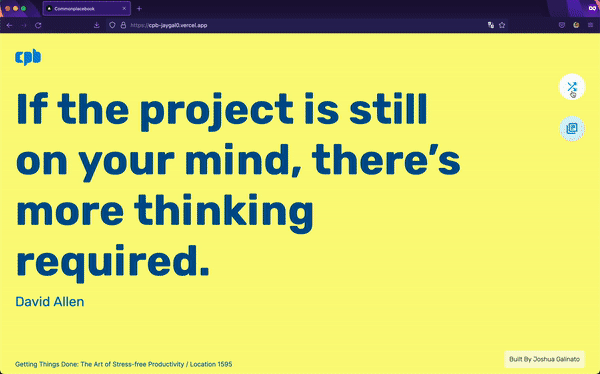 Commonplacebook
https://cpb-jaygal0.vercel.app
cpb
If the project is still
on your mind, there’s
more thinking
required.
David Allen
Getting Things Done: The Art of Stress-free Productivity / Location 1595
Built By Joshua Galinato